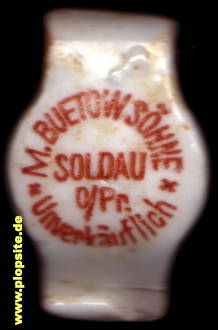 M. BUETOW SÖHNE
SOLDAU
O/Pr.
Unverkäuflich
© www.plopsite.de